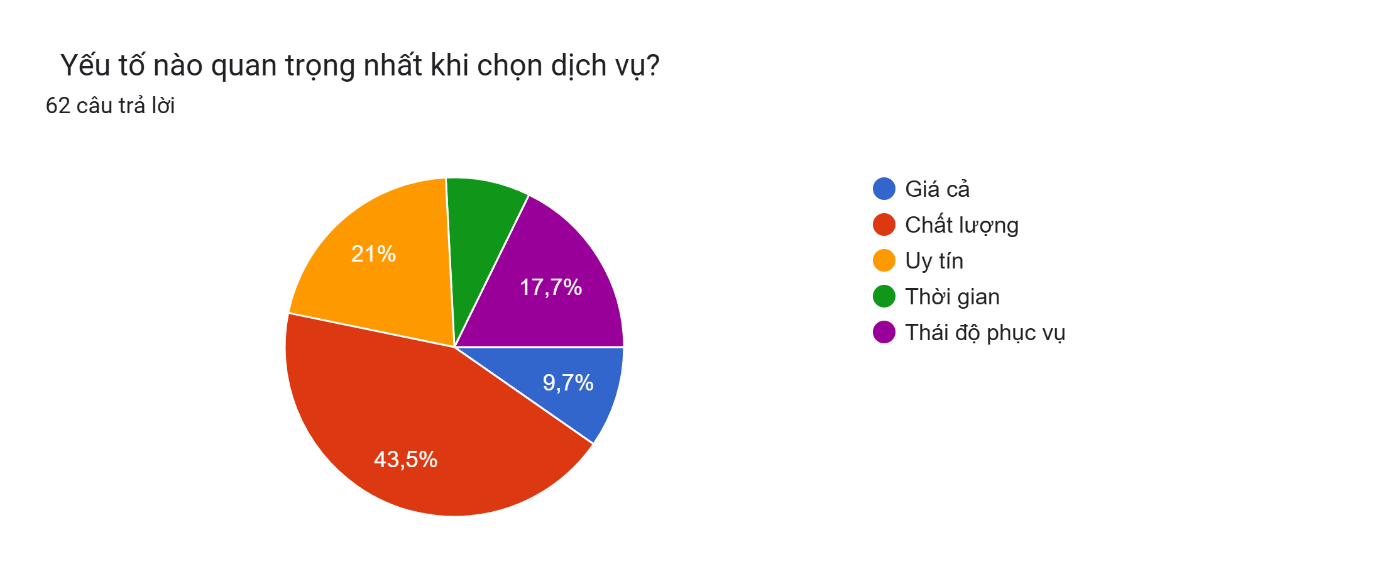 Yếu tố nào quan trọng nhất khi chọn dịch vụ?
62 câu trả lời
Giá cả
Chất lượng
Uy tín
Thời gian
Thái độ phục vụ
21%
17,7%
9,7%
43,5%